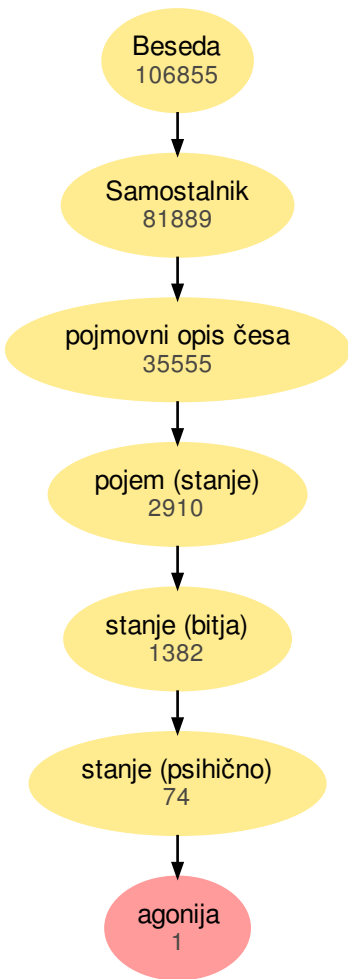 Beseda
106855
Samostalnik
81889
pojmovni opis česa
35555
pojem (stanje)
2910
stanje (bitja)
1382
stanje (psihično)
74
agonija
1